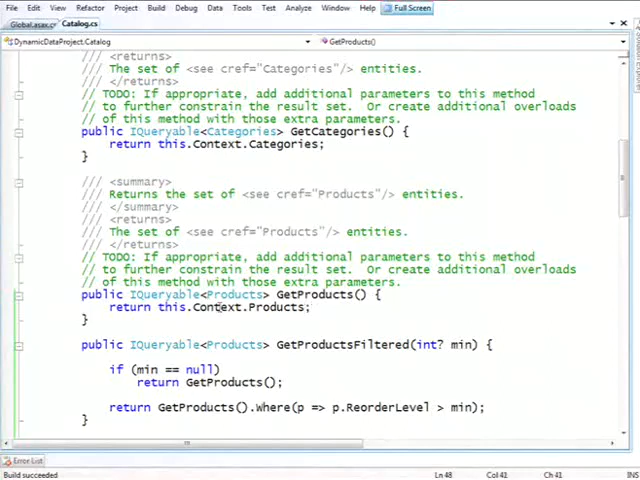 File Edit View Refactor Project Build Debug Data Tools Test Analyze Window Help Full Screen
Global.asax.cs Catalog.cs
DynamicDataProject.Catalog GetProducts()
/// <returns>
/// The set of <see cref="Categories"/> entities.
/// </returns>
// TODO: If appropriate, add additional parameters to this method
// to further constrain the result set. Or create additional overloads
// of this method with those extra parameters.
public IQueryable<Categories> GetCategories() {
return this.Context.Categories;
}
/// <summary>
/// Returns the set of <see cref="Products"/> entities.
/// </summary>
/// <returns>
/// The set of <see cref="Products"/> entities.
/// </returns>
// TODO: If appropriate, add additional parameters to this method
// to further constrain the result set. Or create additional overloads
// of this method with those extra parameters.
public IQueryable<Products> GetProducts() {
return this.Context.Products;
}
public IQueryable<Products> GetProductsFiltered(int? min) {
if (min == null)
return GetProducts();
return GetProducts().Where(p => p.ReorderLevel > min);
}
Error List
Build succeeded Ln 48 Col 41 Ch 41 INS